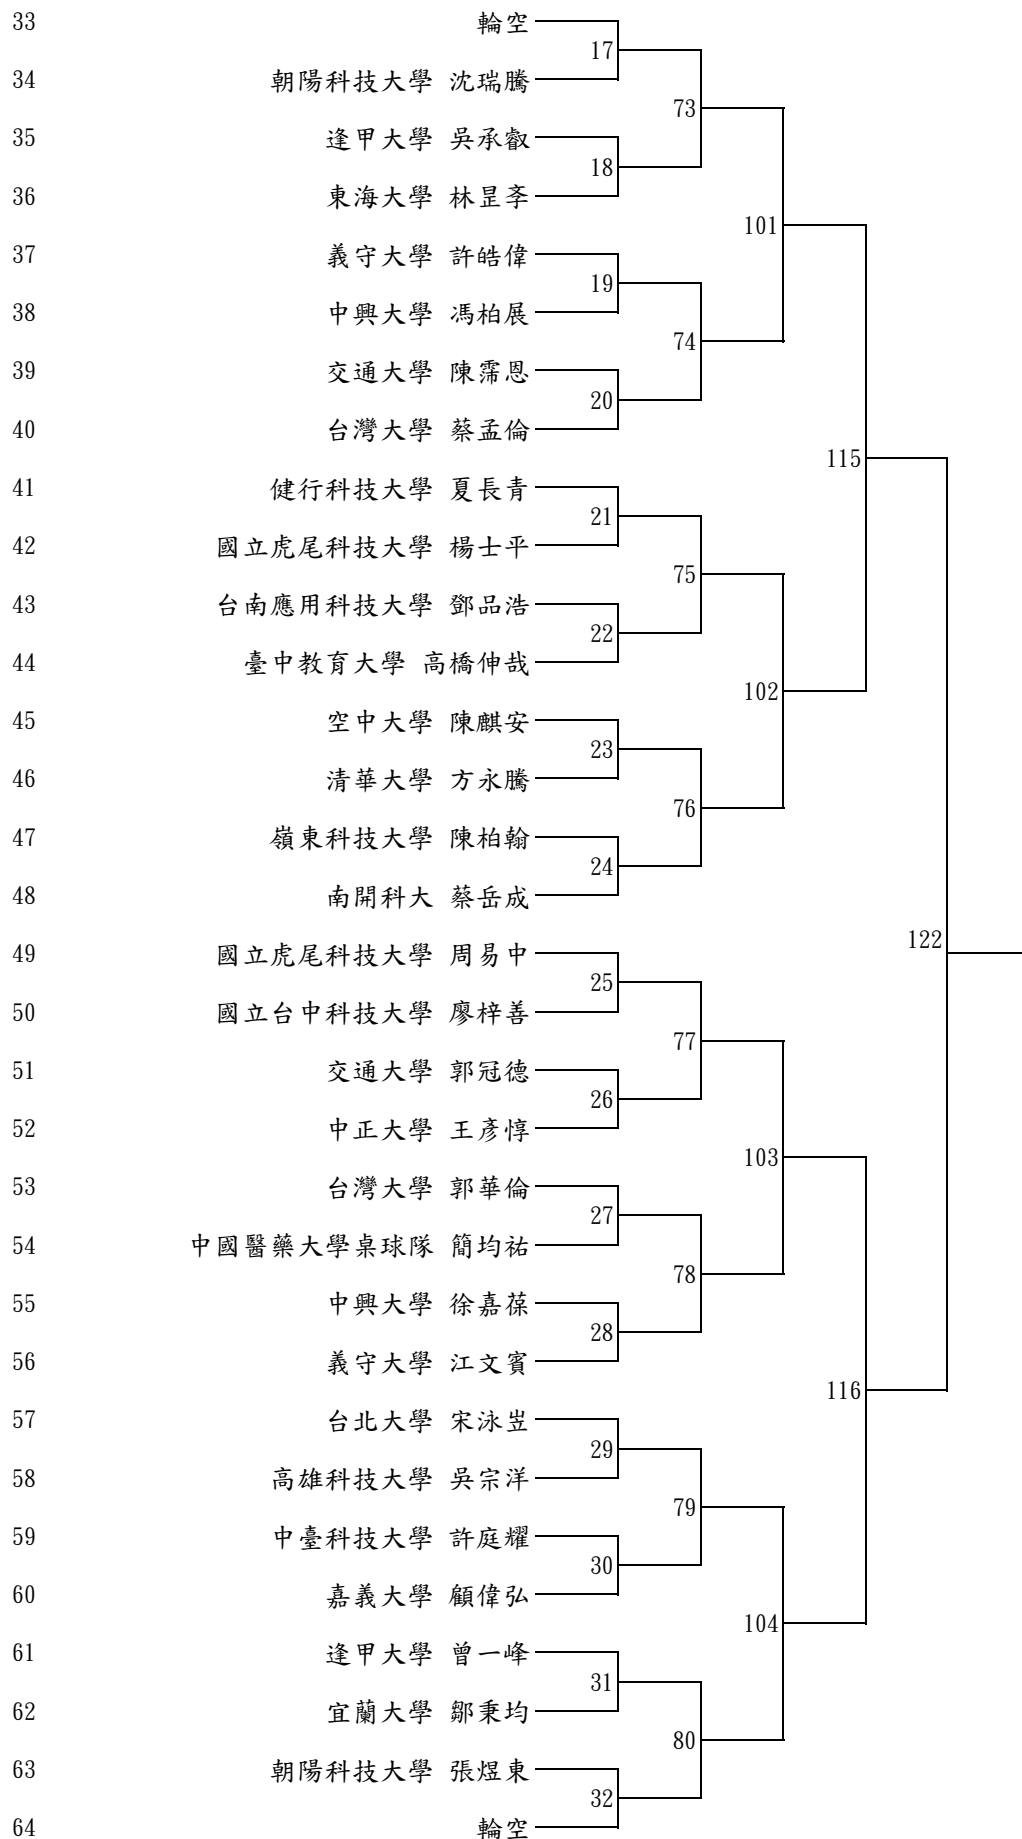 33 輪空
17
34 朝陽科技大學 沈瑞騰
73
35 逢甲大學 吳承叡
18
36 東海大學 林昰斈
101
37 義守大學 許皓偉
19
38 中興大學 馮柏展
74
39 交通大學 陳霈恩
20
40 台灣大學 蔡孟倫
115
41 健行科技大學 夏長青
21
42 國立虎尾科技大學 楊士平
75
43 台南應用科技大學 鄧品浩
22
44 臺中教育大學 高橋伸哉
102
45 空中大學 陳麒安
23
46 清華大學 方永騰
76
47 嶺東科技大學 陳柏翰
24
48 南開科大 蔡岳成
122
49 國立虎尾科技大學 周易中
25
50 國立台中科技大學 廖梓善
77
51 交通大學 郭冠德
26
52 中正大學 王彥惇
103
53 台灣大學 郭華倫
27
54 中國醫藥大學桌球隊 簡均祐
78
55 中興大學 徐嘉葆
28
56 義守大學 江文賓
116
57 台北大學 宋泳岦
29
58 高雄科技大學 吳宗洋
79
59 中臺科技大學 許庭耀
30
60 嘉義大學 顧偉弘
104
61 逢甲大學 曾一峰
31
62 宜蘭大學 鄒秉均
80
63 朝陽科技大學 張煜東
32
64 輪空